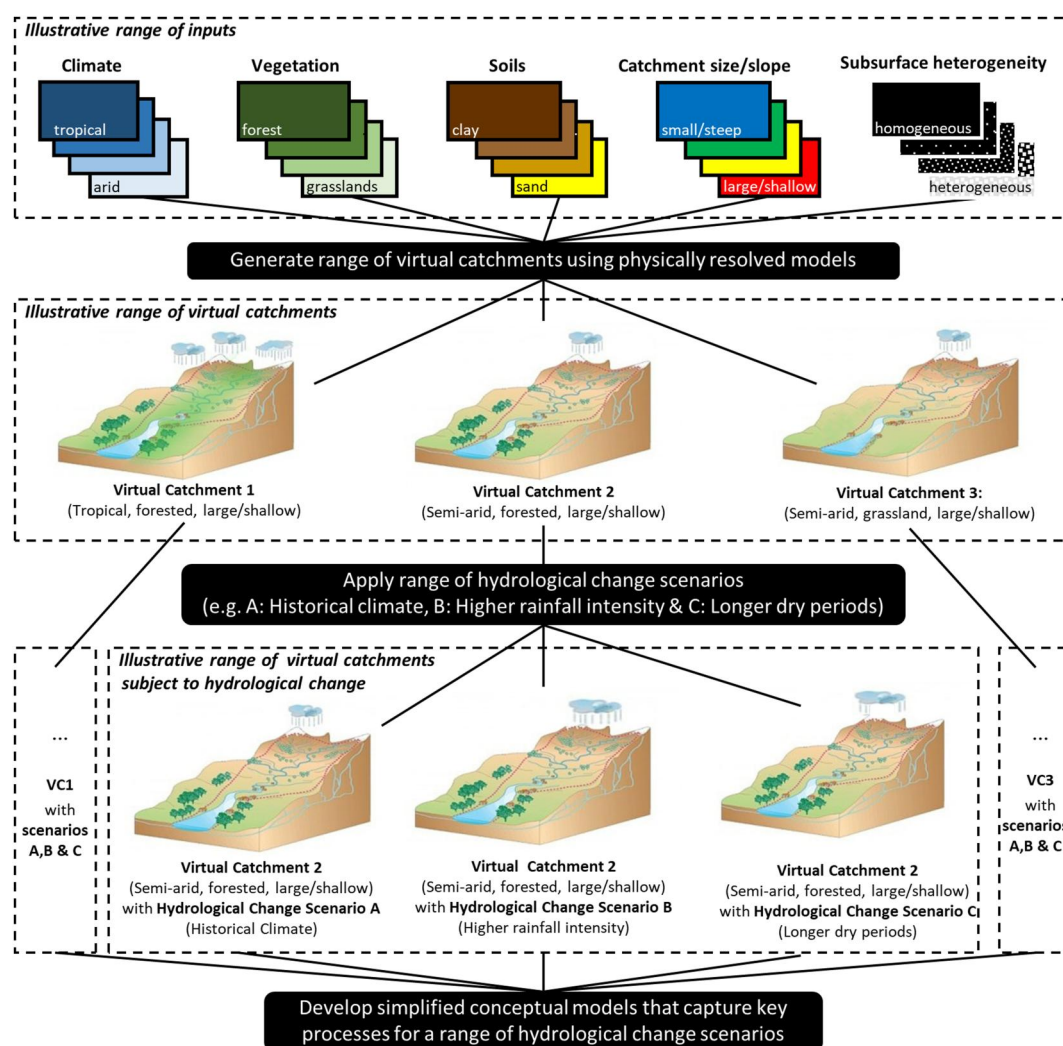 Illustrative range of inputs
Climate
Vegetation
Soils
Catchment size/slope
Subsurface heterogeneity
tropical
arid
forest
grasslands
clay
sand
small/steep
large/shallow
homogeneous
heterogeneous
Generate range of virtual catchments using physically resolved models
Illustrative range of virtual catchments
Virtual Catchment 1
(Tropical, forested, large/shallow)
Virtual Catchment 2
(Semi-arid, forested, large/shallow)
Virtual Catchment 3:
(Semi-arid, grassland, large/shallow)
Apply range of hydrological change scenarios
(e.g. A: Historical climate, B: Higher rainfall intensity & C: Longer dry periods)
Illustrative range of virtual catchments
subject to hydrological change
...
VC1
with
scenarios
A,B & C
Virtual Catchment 2
(Semi-arid, forested, large/shallow)
with Hydrological Change Scenario A
(Historical Climate)
Virtual Catchment 2
(Semi-arid, forested, large/shallow)
with Hydrological Change Scenario B
(Higher rainfall intensity)
Virtual Catchment 2
(Semi-arid, forested, large/shallow)
with Hydrological Change Scenario C
(Longer dry periods)
...
VC3
with
scenarios
A,B & C
Develop simplified conceptual models that capture key
processes for a range of hydrological change scenarios